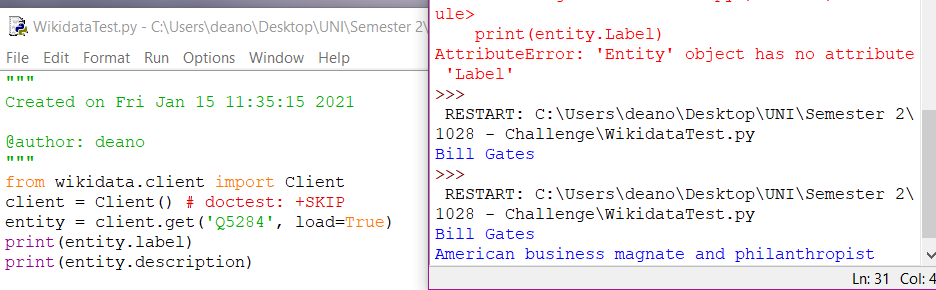 WikidataTest.py - C:\Users\deano\Desktop\UNI\Semester 2\
File Edit Format Run Options Window Help
"""
Created on Fri Jan 15 11:35:15 2021
@author: deano
"""
from wikidata.client import Client
client = Client() # doctest: +SKIP
entity = client.get('Q5284', load=True)
print(entity.label)
print(entity.description)
ule>
print(entity.Label)
AttributeError: 'Entity' object has no attribute
'Label'
>>>
RESTART: C:\Users\deano\Desktop\UNI\Semester 2\
1028 - Challenge\WikidataTest.py
Bill Gates
>>>
RESTART: C:\Users\deano\Desktop\UNI\Semester 2\
1028 - Challenge\WikidataTest.py
Bill Gates
American business magnate and philanthropist
Ln: 31 Col: 4